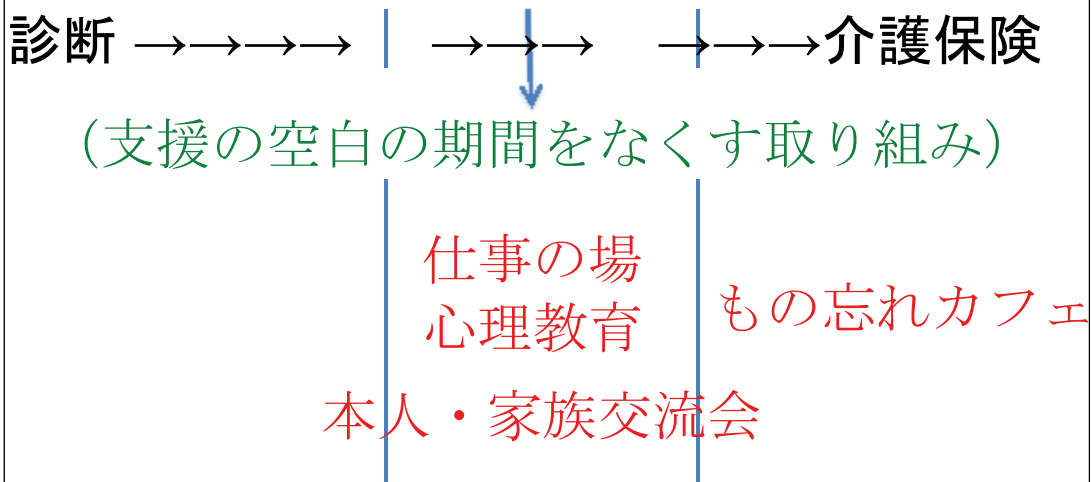 診断 →→→→ →→→ →→→介護保険
（支援の空白の期間をなくす取り組み）
仕事の場
心理教育
もの忘れカフェ
本人・家族交流会